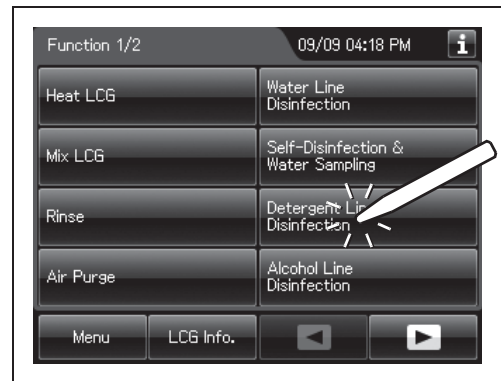 Function 1/2
09/09 04:18 PM
i
Heat LCG
Water Line
Disinfection
Mix LCG
Self-Disinfection &
Water Sampling
Rinse
Detergent Line
Disinfection
Air Purge
Alcohol Line
Disinfection
Menu
LCG Info.